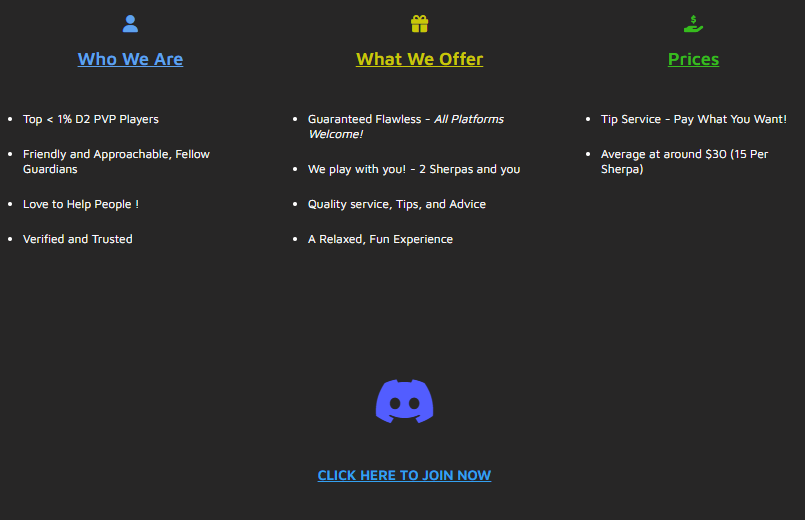 Who We Are
Top < 1% D2 PVP Players
Friendly and Approachable, Fellow
Guardians
Love to Help People !
Verified and Trusted
What We Offer
Guaranteed Flawless - All Platforms
Welcome!
We play with you! - 2 Sherpas and you
Quality service, Tips, and Advice
A Relaxed, Fun Experience
Prices
Tip Service - Pay What You Want!
Average at around $30 (15 Per
Sherpa)
CLICK HERE TO JOIN NOW